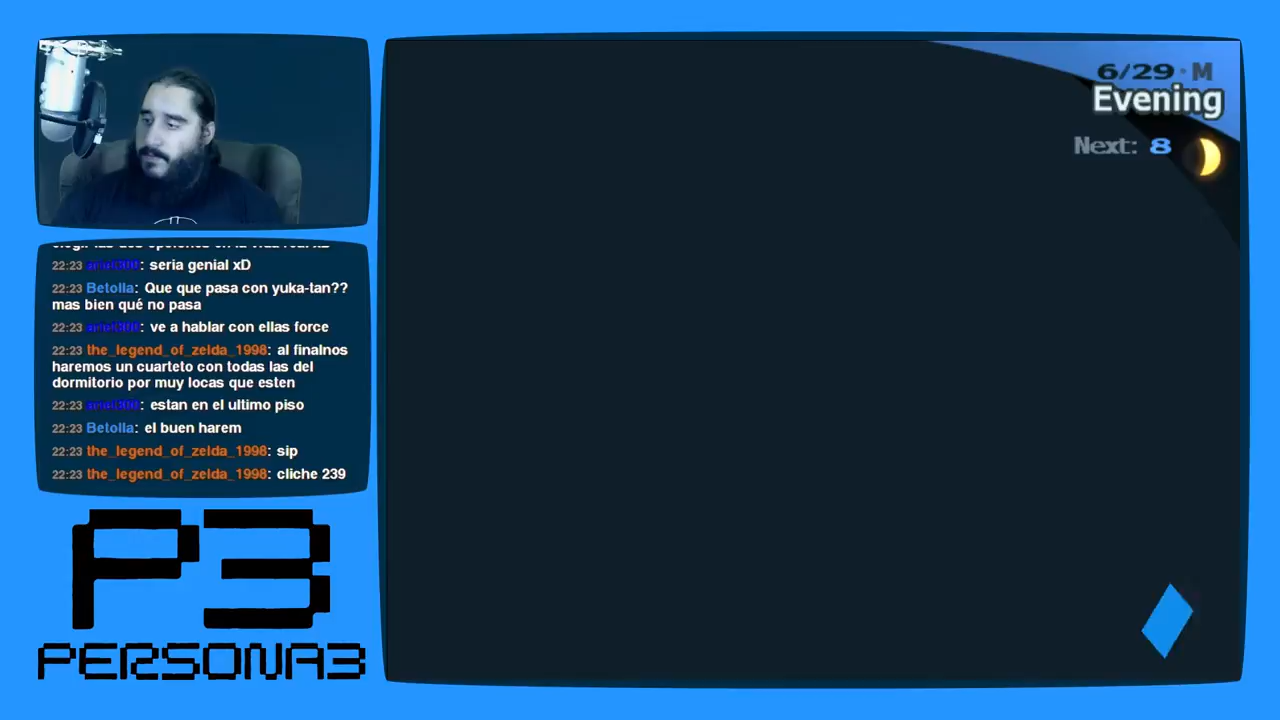 22:23 : sería genial xD
22:23 Betolla: Que que pasa con yuka-tan??
mas bien qué no pasa
22:23 : ve a hablar con ellas force
22:23 the_legend_of_zelda_1998: al finalnos
haremos un cuarteto con todas las del
dormitorio por muy locas que esten
22:23 : estan en el ultimo piso
22:23 Betolla: el buen harem
22:23 the_legend_of_zelda_1998: sip
22:23 the_legend_of_zelda_1998: cliche 239
P3
PERSONA3
6/29·M
Evening
Next: 8